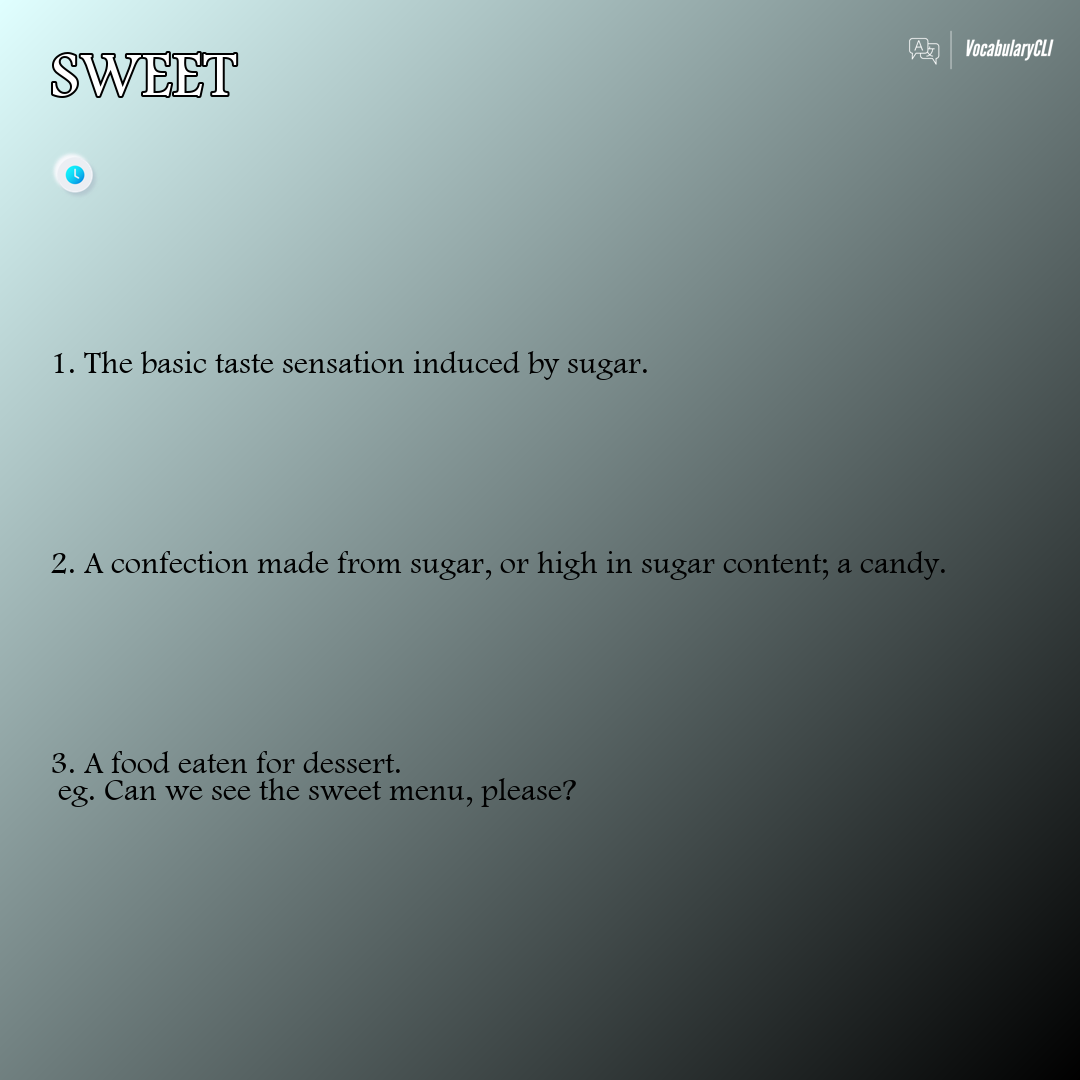 SWEET
VocabularyCLI
1. The basic taste sensation induced by sugar.
2. A confection made from sugar, or high in sugar content; a candy.
3. A food eaten for dessert.
eg. Can we see the sweet menu, please?